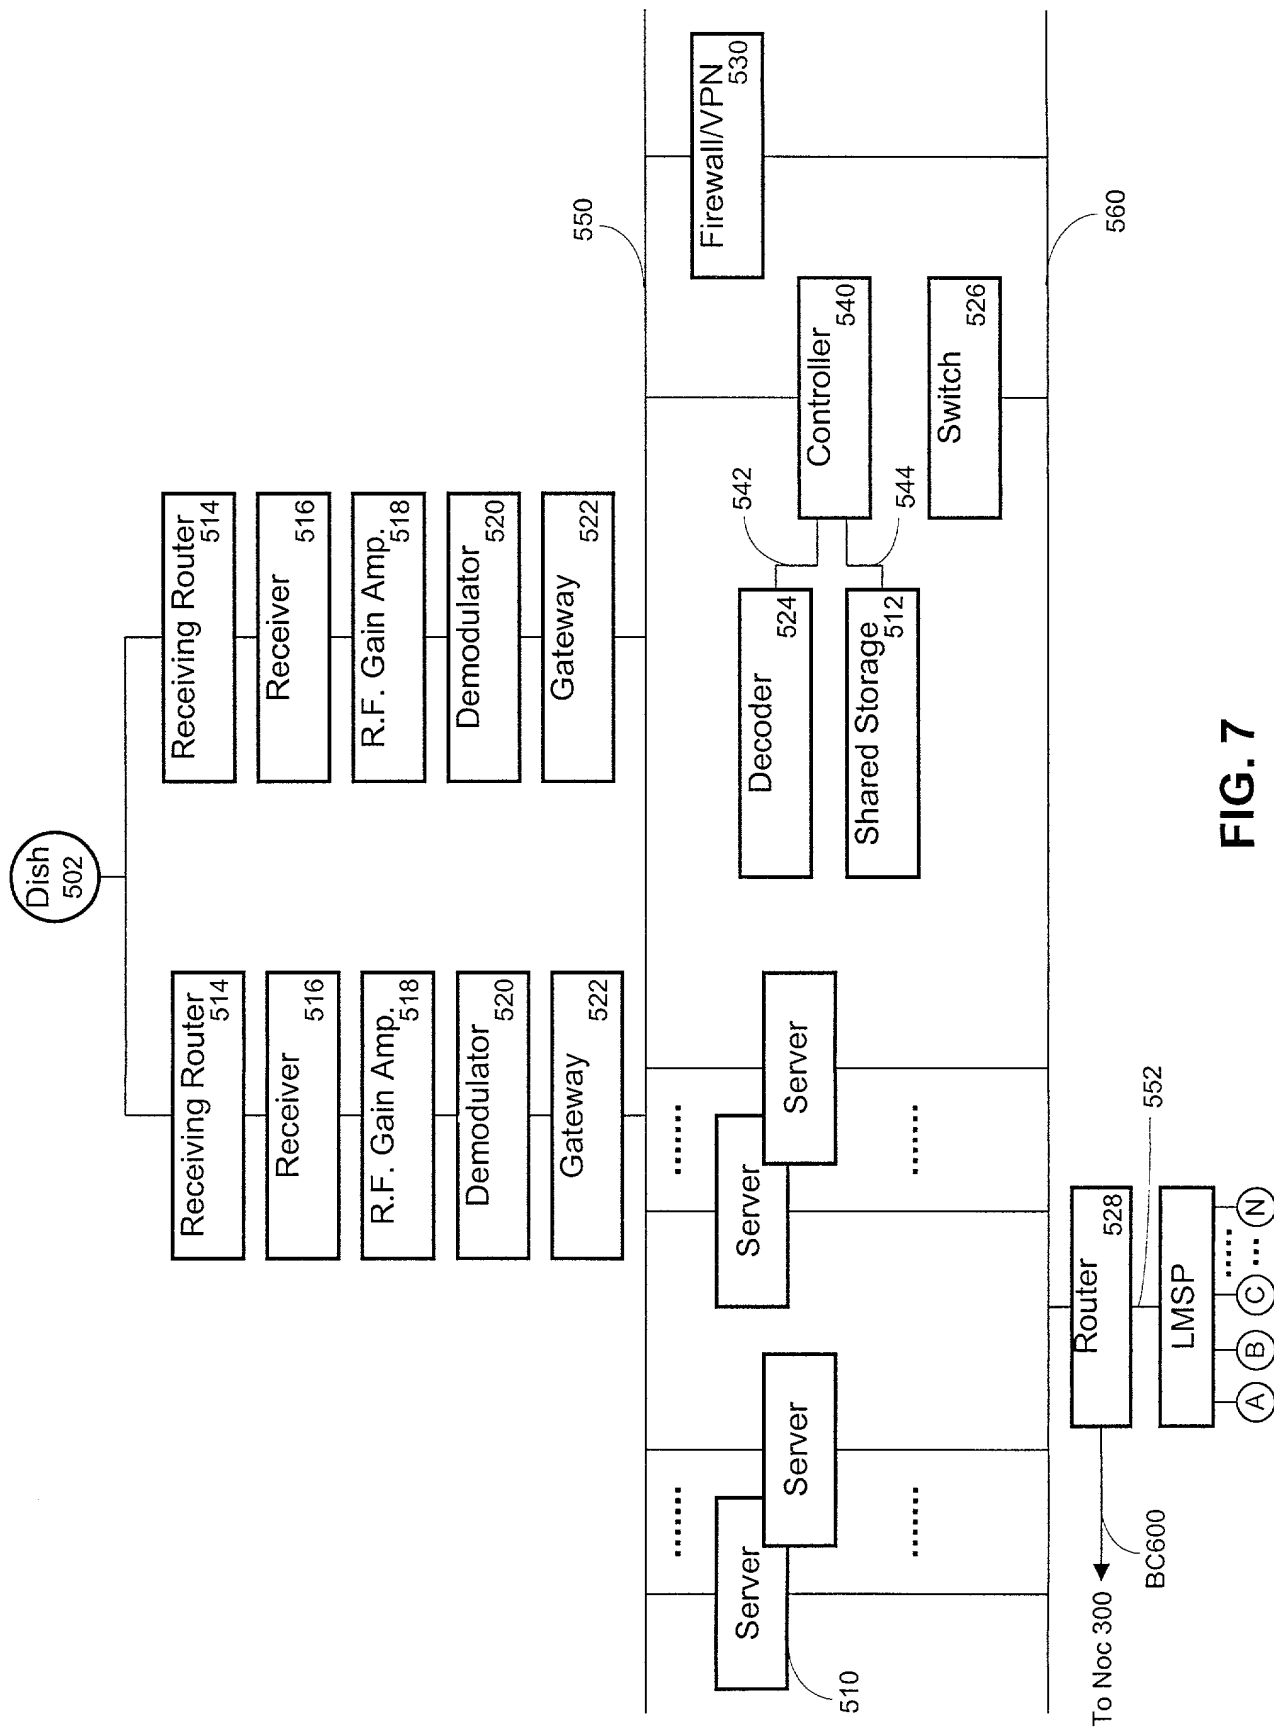 Dish
502
Receiving Router
514
Receiver
516
R.F. Gain Amp.
518
Demodulator
520
Gateway
522
Receiving Router
514
Receiver
516
R.F. Gain Amp.
518
Demodulator
520
Gateway
522
550
Server
Server
510
.......
.......
Server
Server
.......
.......
Decoder
524
Shared Storage
512
542
544
Controller
540
Switch
526
Firewall/VPN
530
560
Router
528
552
To Noc 300
BC600
LMSP
.....
A
B
C
...
N
FIG. 7